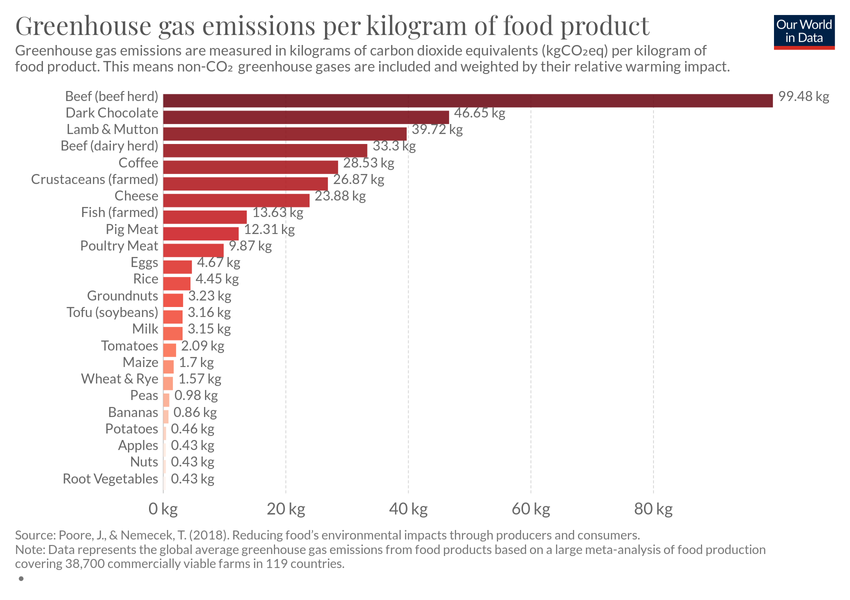 Greenhouse gas emissions per kilogram of food product
Our World
in Data
Greenhouse gas emissions are measured in kilograms of carbon dioxide equivalents (kgCO₂eq) per kilogram of
food product. This means non-CO₂ greenhouse gases are included and weighted by their relative warming impact.
Beef (beef herd) 99.48 kg
Dark Chocolate 46.65 kg
Lamb & Mutton 39.72 kg
Beef (dairy herd) 33.3 kg
Coffee 28.53 kg
Crustaceans (farmed) 26.87 kg
Cheese 23.88 kg
Fish (farmed) 13.63 kg
Pig Meat 12.31 kg
Poultry Meat 9.87 kg
Eggs 4.67 kg
Rice 4.45 kg
Groundnuts 3.23 kg
Tofu (soybeans) 3.16 kg
Milk 3.15 kg
Tomatoes 2.09 kg
Maize 1.7 kg
Wheat & Rye 1.57 kg
Peas 0.98 kg
Bananas 0.86 kg
Potatoes 0.46 kg
Apples 0.43 kg
Nuts 0.43 kg
Root Vegetables 0.43 kg
0 kg 20 kg 40 kg 60 kg 80 kg
Source: Poore, J., & Nemecek, T. (2018). Reducing food's environmental impacts through producers and consumers.
Note: Data represents the global average greenhouse gas emissions from food products based on a large meta-analysis of food production
covering 38,700 commercially viable farms in 119 countries.
•